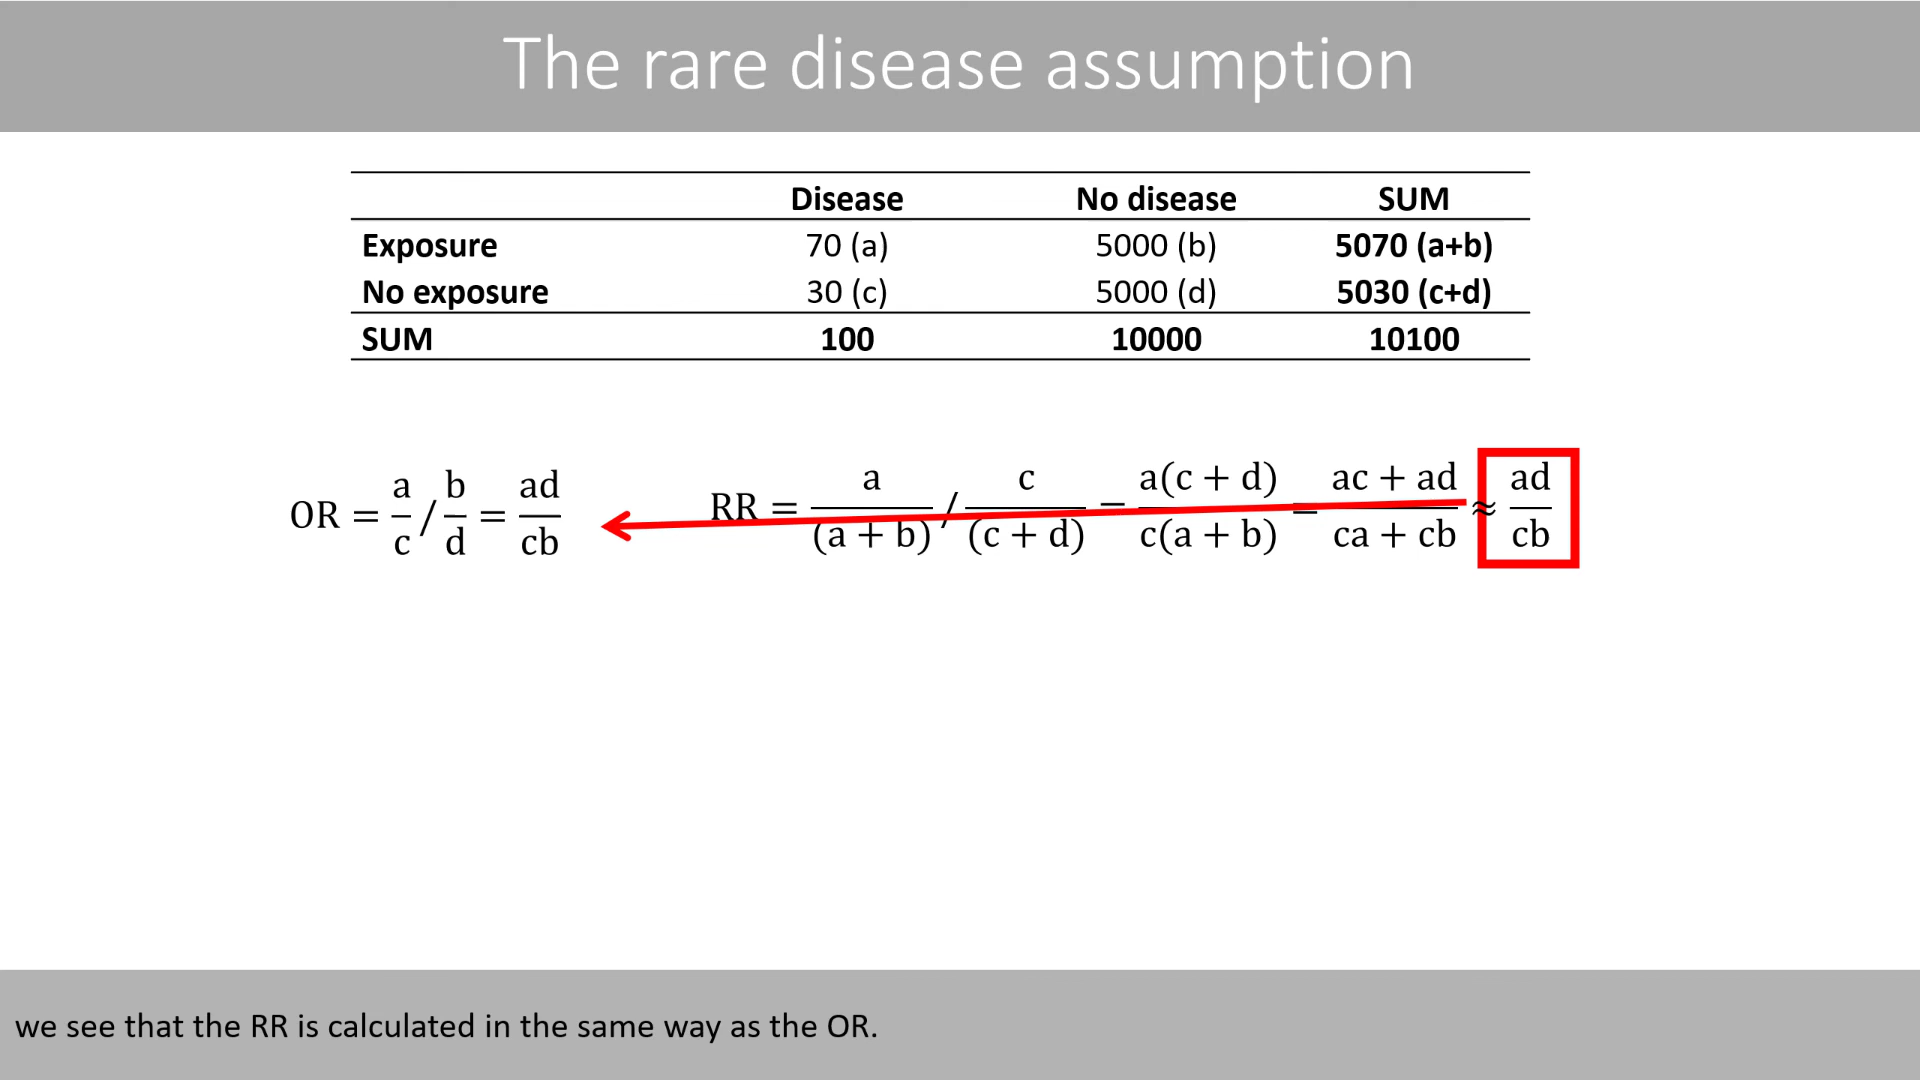 The rare disease assumption
Disease No disease SUM
Exposure 70 (a) 5000 (b) 5070 (a+b)
No exposure 30 (c) 5000 (d) 5030 (c+d)
SUM 100 10000 10100
OR = a/c / b/d = ad/cb
RR = a/(a + b) / c/(c + d) = a(c + d)/c(a + b) = ac + ad/ca + cb ≈ ad/cb
we see that the RR is calculated in the same way as the OR.